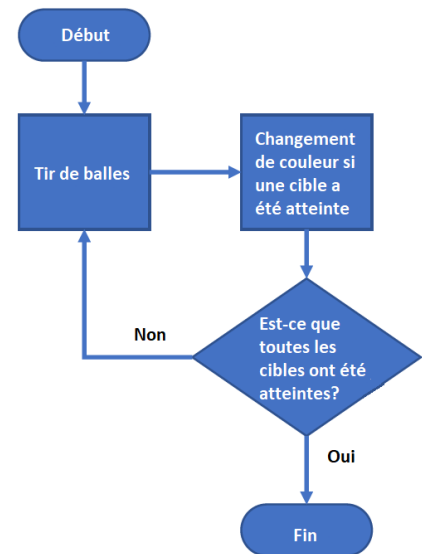 Début
Tir de balles
Changement
de couleur si
une cible a
été atteinte
Est-ce que
toutes les
cibles ont été
atteintes?
Non
Oui
Fin